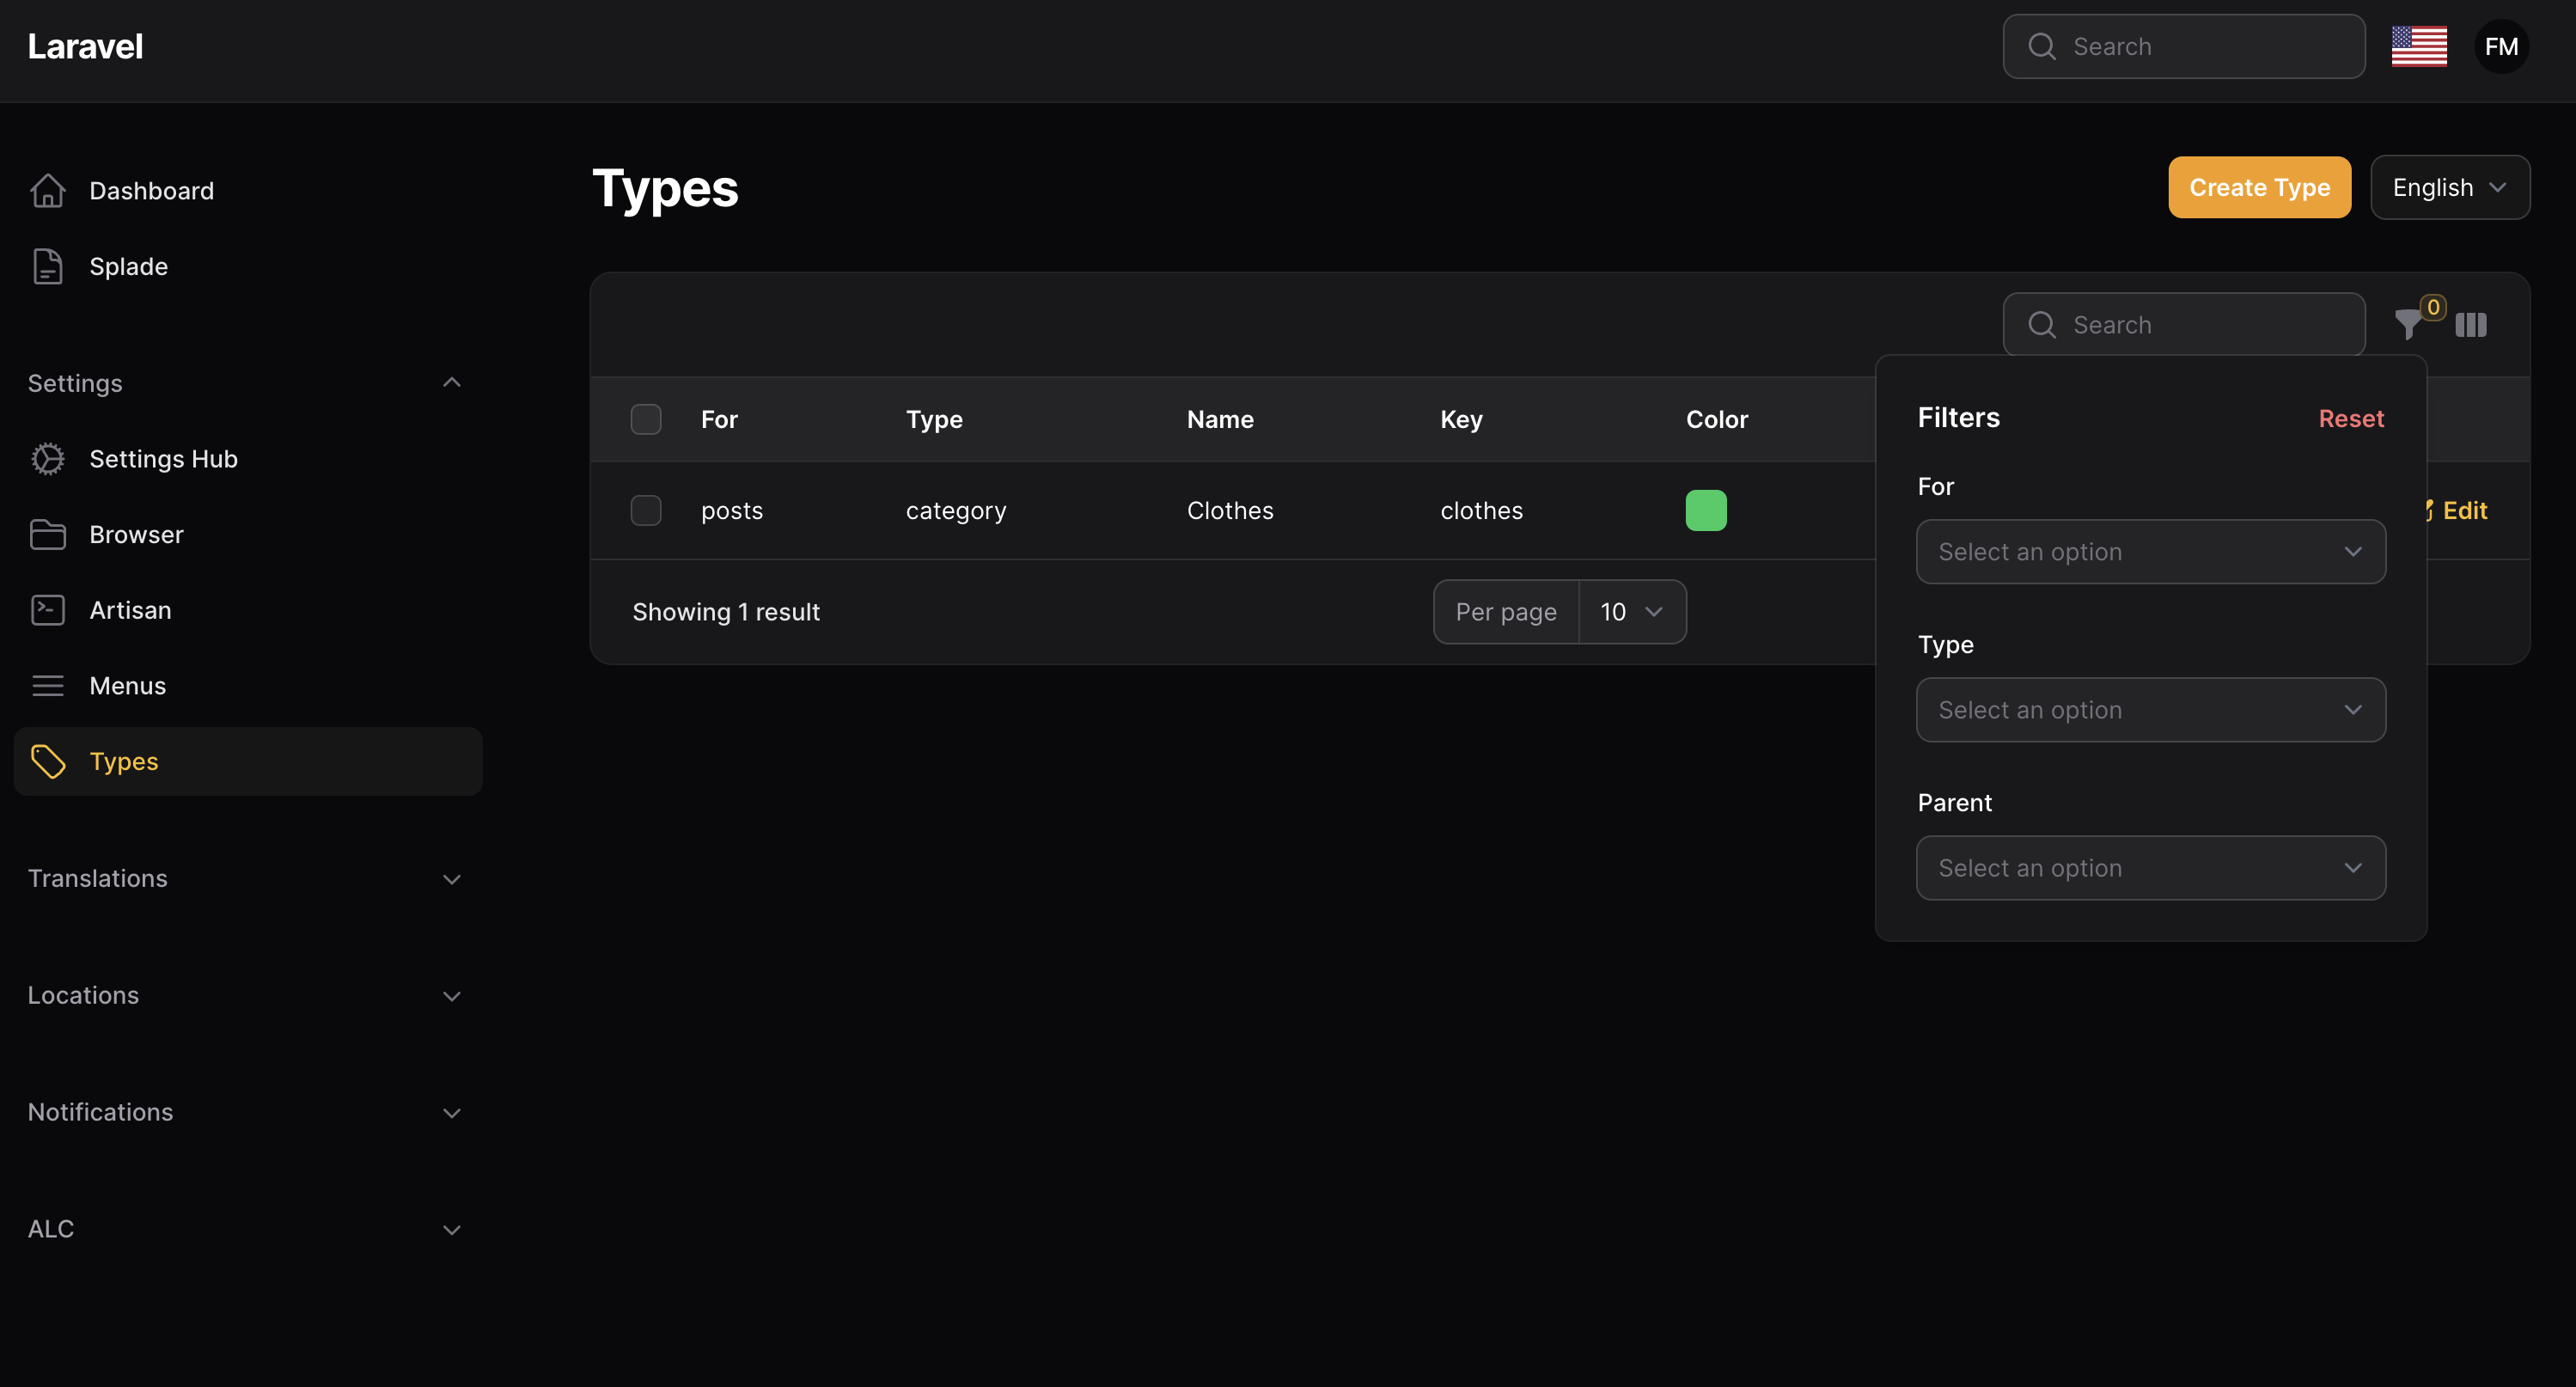 Laravel
Search
FM
Dashboard
Splade
Settings
Settings Hub
Browser
Artisan
Menus
Types
Translations
Locations
Notifications
ALC
Types
Create Type
English
Search
0
For Type Name Key Color
posts category Clothes clothes
Edit
Showing 1 result
Per page 10
Filters
Reset
For
Select an option
Type
Select an option
Parent
Select an option